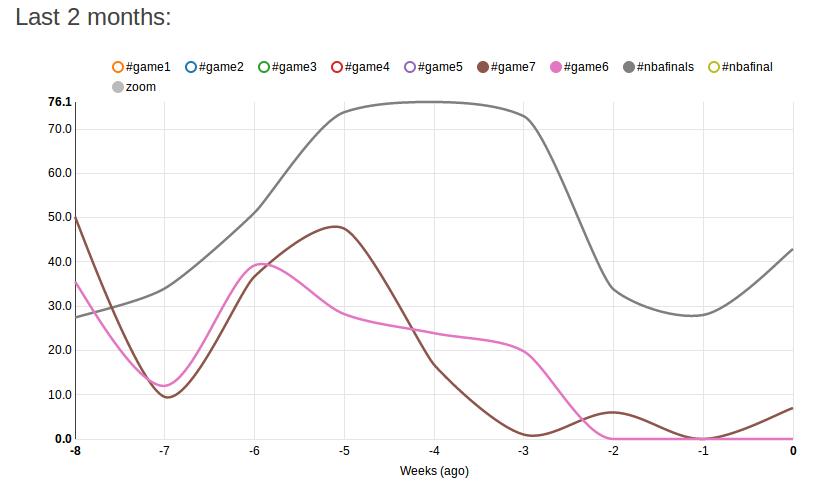 Last 2 months:
#game1 #game2 #game3 #game4 #game5 #game7 #game6 #nbafinals #nbafinal
zoom
76.1
70.0
60.0
50.0
40.0
30.0
20.0
10.0
0.0
-8 -7 -6 -5 -4 -3 -2 -1 0
Weeks (ago)